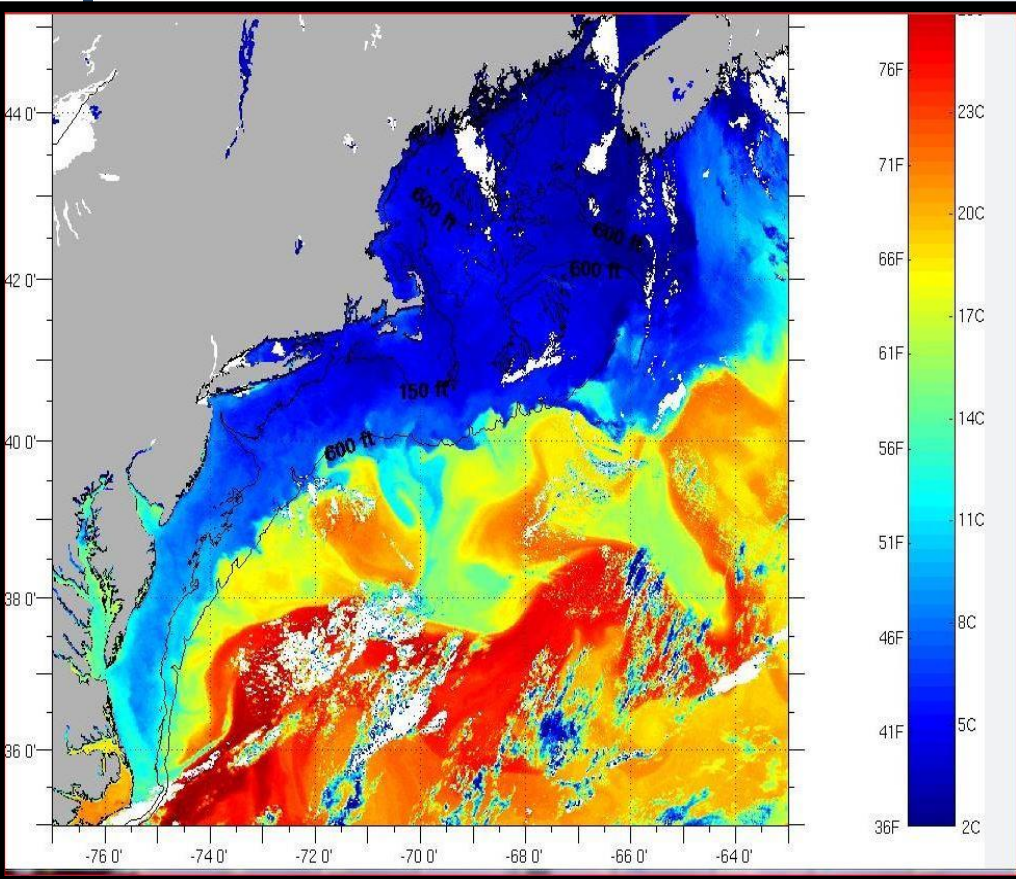 76F
23C
44 0'
71F
600 ft
20C
600 ft
66F
600 ft
42 0'
17C
61F
150 ft
14C
40 0'
600 ft
56F
11C
51F
38 0'
8C
46F
5C
36 0'
41F
36F
2C
-76 0' -74 0' -72 0' -70 0' -68 0' -66 0' -64 0'